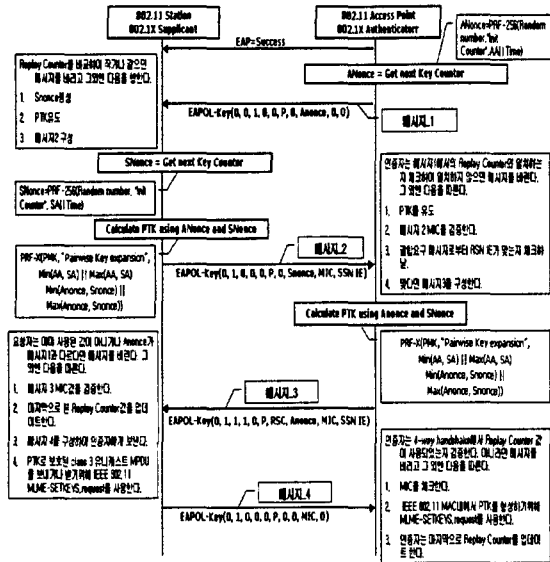 802.11 Station
802.1X Supplicant
802.11 Access Point
802.1X Authenticator
EAP=Success
ANonce=PRF-256(Random
number,"Init
Counter",AA||Time)
ANonce = Get next Key Counter
Replay Counter를 비교하여 작거나 같으면
메시지를 버리고 그외엔 다음을 행한다.
1. Snonce생성
2. PTK유도
3. 메시지2 구성
메시지_1
EAPOL-Key(0, 0, 1, 0, 0, P, 0, Anonce, 0, 0)
SNonce = Get next Key Counter
SNonce=PRF-256(Random number, "Init
Counter", SA||Time)
인증자는 메시지1에서의 Replay Counter와 일치하는
지 체크하여 일치하지 않으면 메시지를 버린다.
그 외엔 다음을 따른다.
1. PTK를 유도
2. 메시지 2 MIC를 검증한다.
3. 결합요구 메시지로부터 RSN IE가 맞는지 체크하
4. 맞다면 메시지3를 구성한다.
Calculate PTK using ANonce and SNonce
PRF-X(PMK, "Pairwise Key expansion",
Min(AA, SA) || Max(AA, SA)
Min(Anonce, Snonce) ||
Max(Anonce, Snonce))
메시지_2
EAPOL-Key(0, 1, 0, 0, 0, P, 0, Snonce, MIC, SSN IE)
Calculate PTK using Anonce and SNonce
PRF-X(PMK, "Pairwise Key expansion",
Min(AA, SA) || Max(AA, SA)
Min(Anonce, Snonce) ||
Max(Anonce, Snonce))
요청자는 이미 사용된 값이 아니거나 Anonce가
메시지1과 다르다면 메시지를 버린다. 그
외엔 다음을 따른다.
1. 메시지 3 MIC값을 검증한다.
2. 마지막으로 본 Replay Counter값을 업데
이트한다.
3. 메시지 4를 구성하여 인증자에게 보낸다.
4. PTK로 보호된 class 3 유니캐스트 MPDU
를 보내거나 받기위해 IEEE 802.11
MLME-SETKEYS.request를 사용한다.
메시지_3
EAPOL-Key(0, 1, 1, 1, 0, P, RSC, Anonce, MIC, SSN IE)
메시지_4
EAPOL-Key(0, 1, 0, 0, 0, P, 0, 0, MIC, 0)
인증자는 4-way handshake에서 Replay Counter 값
이 사용되었는지 검증한다. 아니라면 메시지를
버리고 그 외엔 다음을 따른다.
1. MIC를 체크한다.
2. IEEE 802.11 MAC내에서 PTK를 형성하기위해
MLME-SETKEYS.request를 사용한다.
3. 인증자는 마지막으로 Replay Counter를 업데이
트 한다.